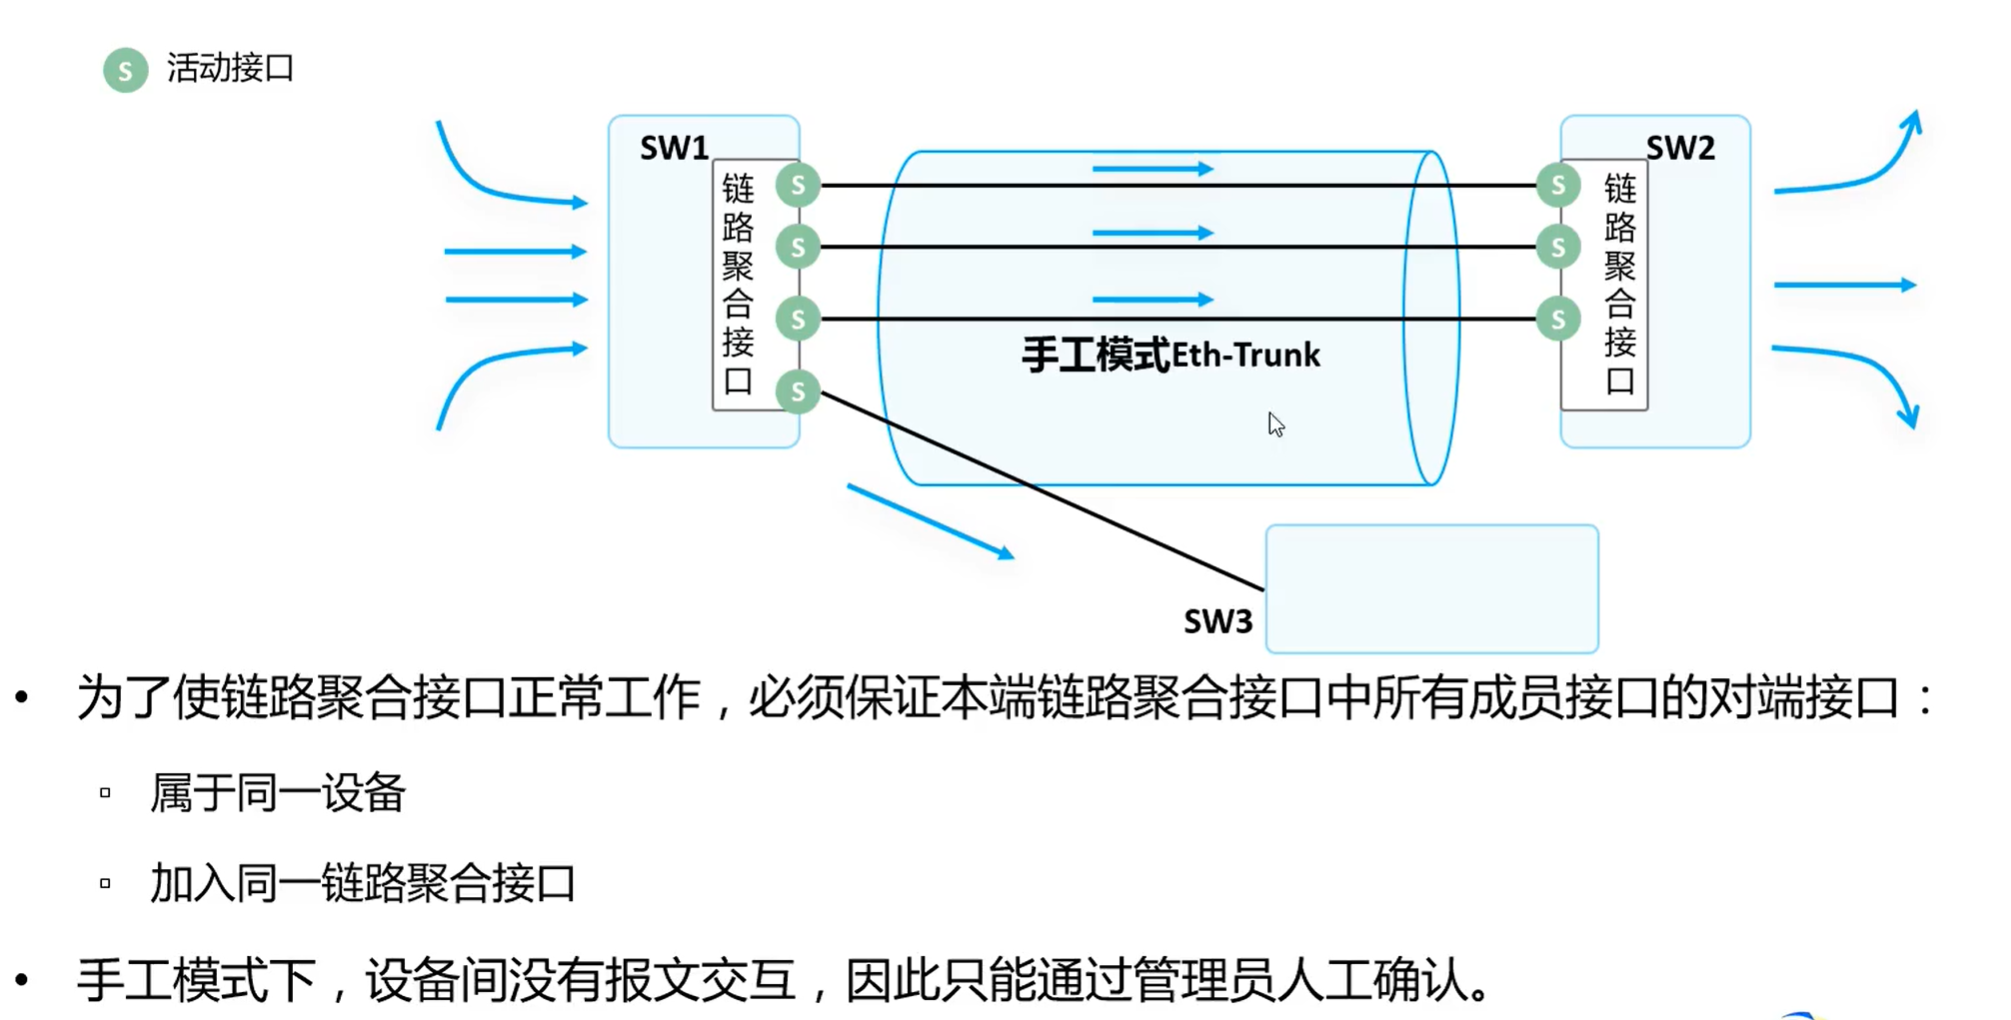 S 活动接口
SW1
SW2
链路聚合接口
S
S
S
S
S
S
S
链路聚合接口
手工模式Eth-Trunk
SW3
• 为了使链路聚合接口正常工作，必须保证本端链路聚合接口中所有成员接口的对端接口：
▫ 属于同一设备
▫ 加入同一链路聚合接口
• 手工模式下，设备间没有报文交互，因此只能通过管理员人工确认。